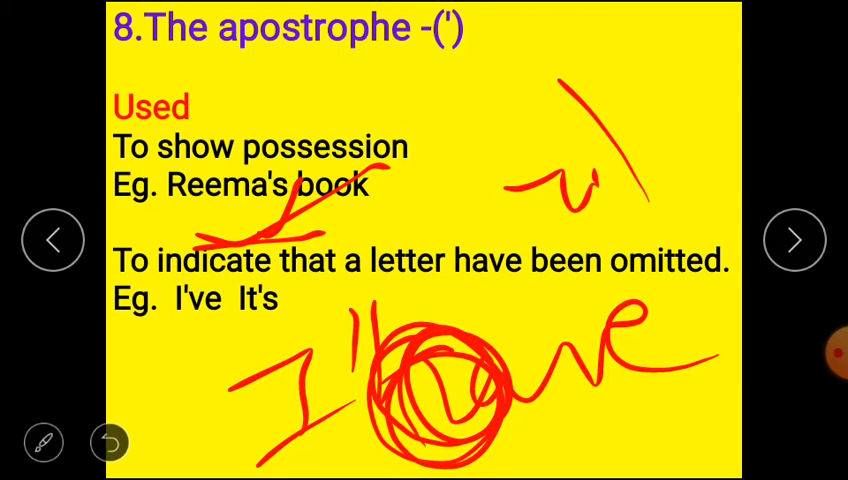 8.The apostrophe -(')
Used
To show possession
Eg. Reema's book
To indicate that a letter have been omitted.
Eg. I've It's